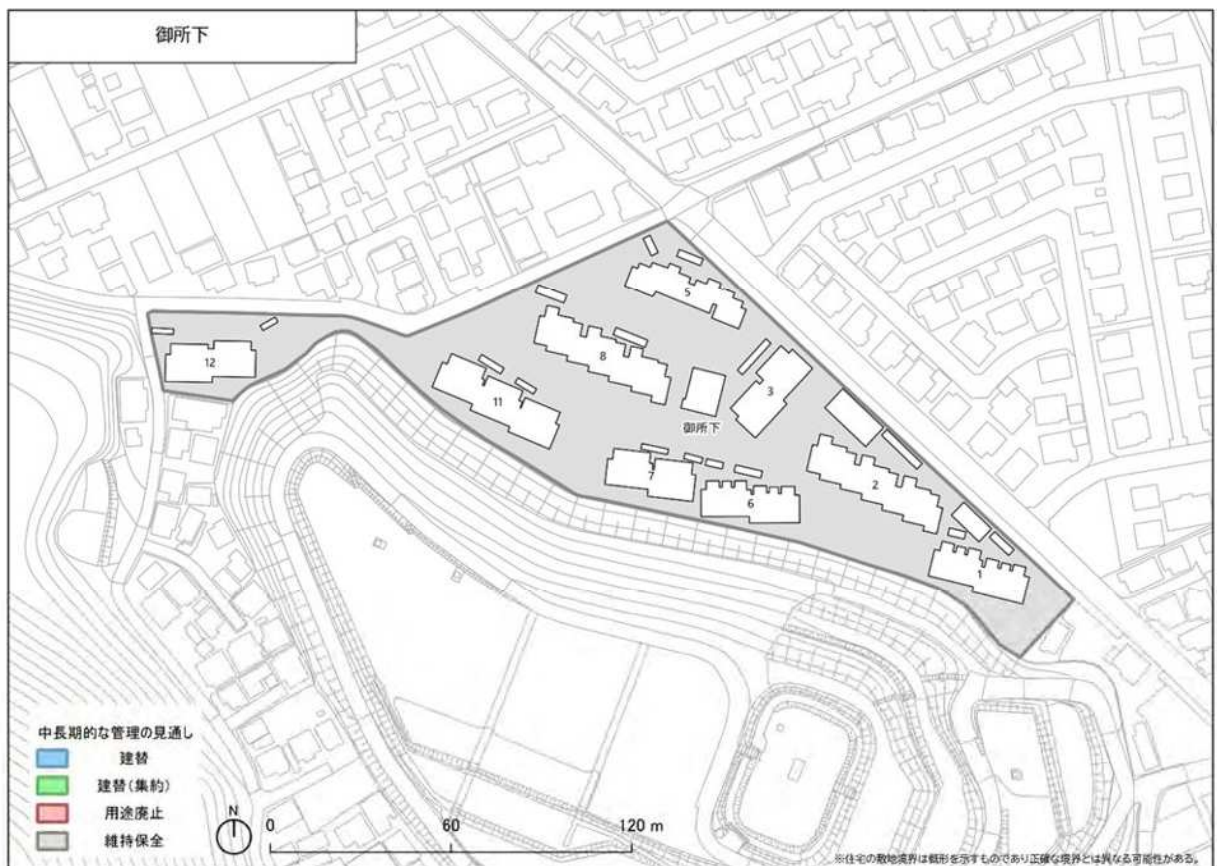 御所下
5
8
12
3
11
御所下
7
2
6
1
中長期的な管理の見通し
建替
建替(集約)
用途廃止
維持保全
N
0 60 120 m
※住宅の敷地境界は概形を示すものであり正確な境界とは異なる可能性がある。